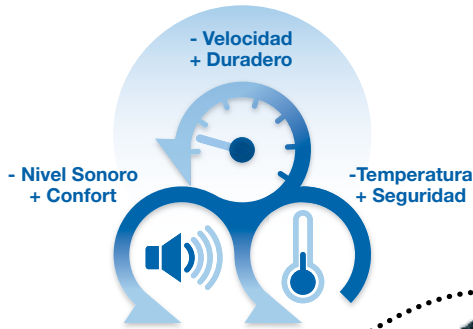 - Velocidad
+ Duradero
- Nivel Sonoro
+ Confort
-Temperatura
+ Seguridad